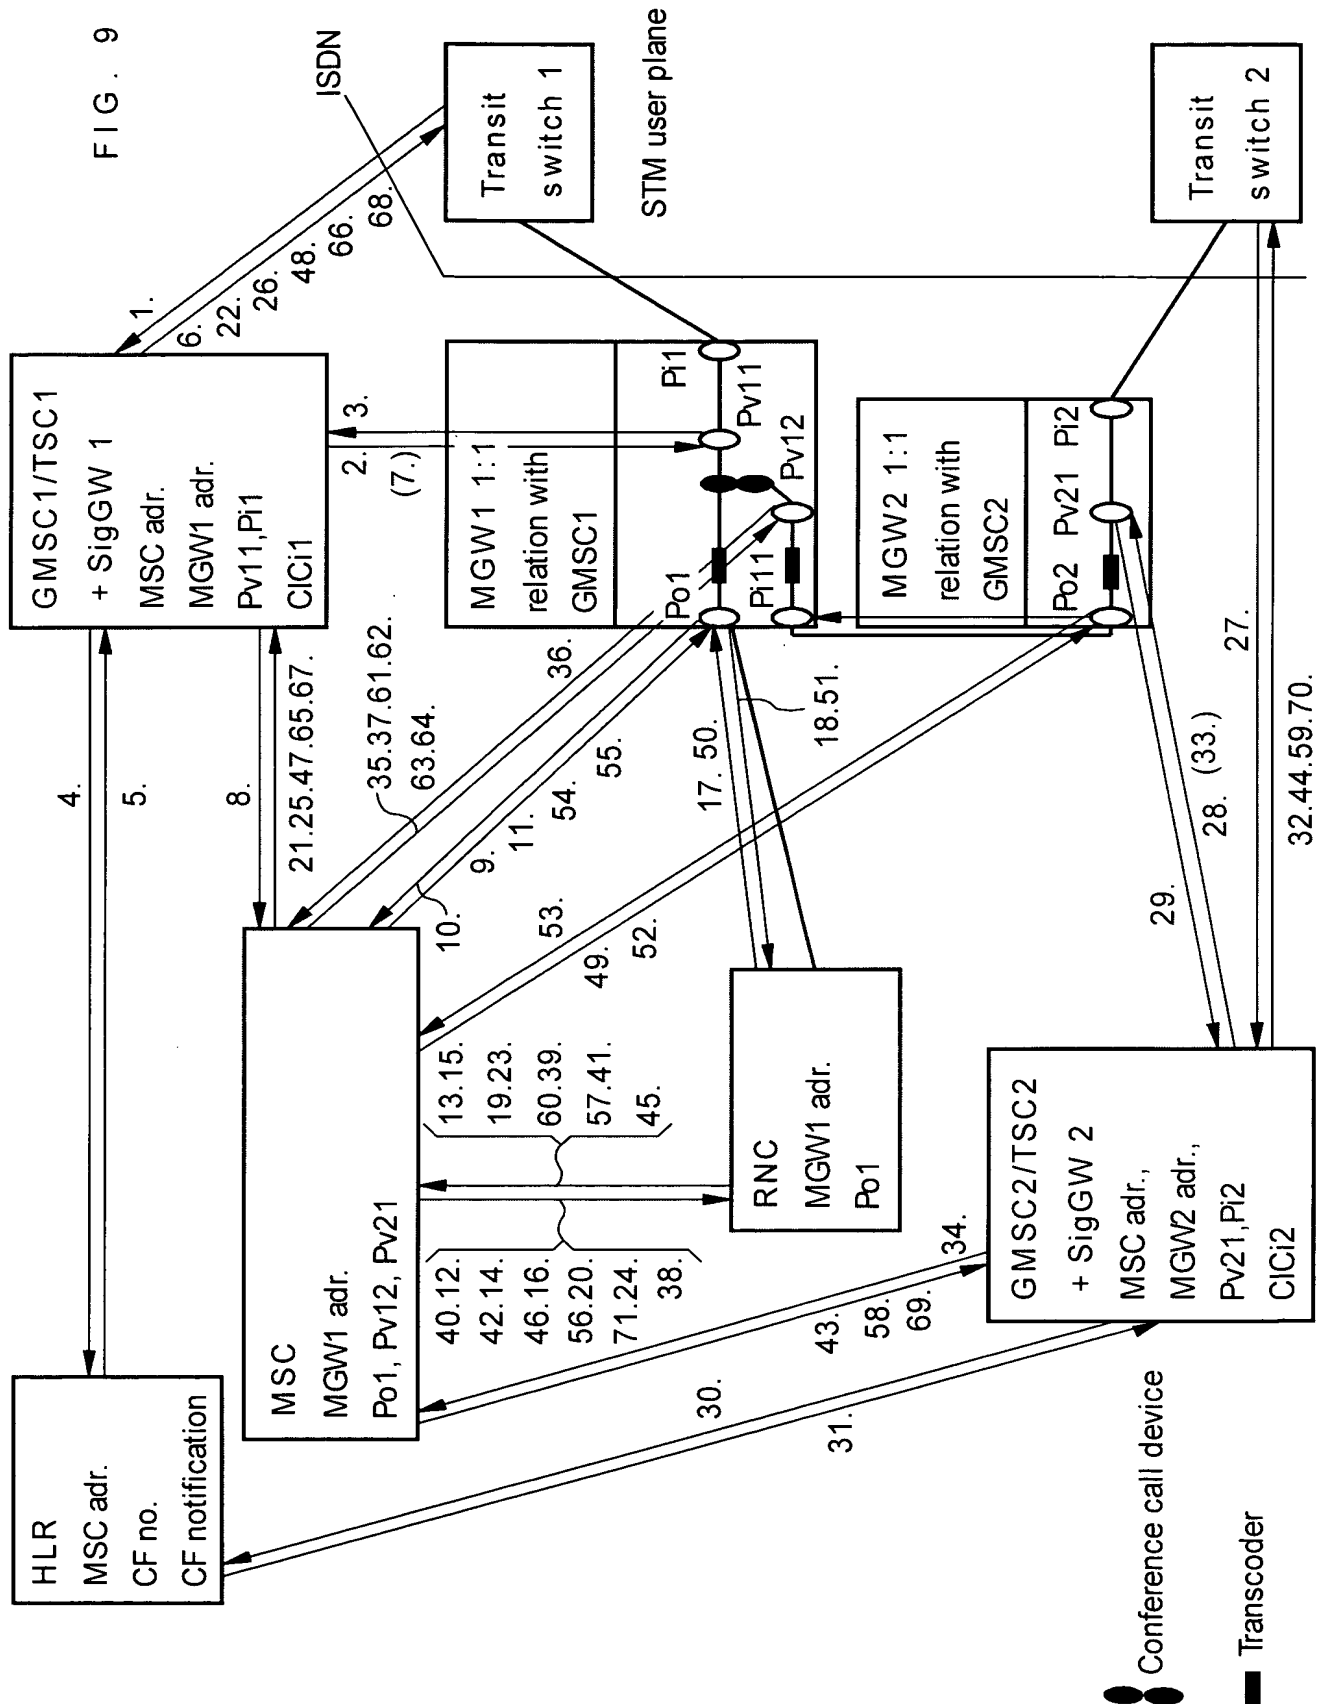 FIG. 9
ISDN
Transit
switch 1
STM user plane
Transit
switch 2
1.
6.
22.
26.
48.
66.
68.
GMSC1/TSC1
+ SigGW 1
MSC adr.
MGW1 adr.
Pv11,Pi1
CICi1
2.
3.
(7.)
MGW1 1:1
relation with
GMSC1
Pi1
Pv11
Pv12
Po1
Pi11
MGW2 1:1
relation with
GMSC2
Po2
Pv21
Pi2
4.
5.
8.
21.25.47.65.67.
35.37.61.62.
63.64.
36.
9.
10.
11.
54.
55.
17. 50.
18.51.
27.
28.
(33.)
29.
32.44.59.70.
53.
49.
52.
HLR
MSC adr.
CF no.
CF notification
MSC
MGW1 adr.
Po1, Pv12, Pv21
13.15.
19.23.
60.39.
57.41.
45.
40.12.
42.14.
46.16.
56.20.
71.24.
38.
RNC
MGW1 adr.
Po1
GMSC2/TSC2
+ SigGW 2
MSC adr.,
MGW2 adr.,
Pv21,Pi2
CICi2
34.
43.
58.
69.
30.
31.
Conference call device
Transcoder